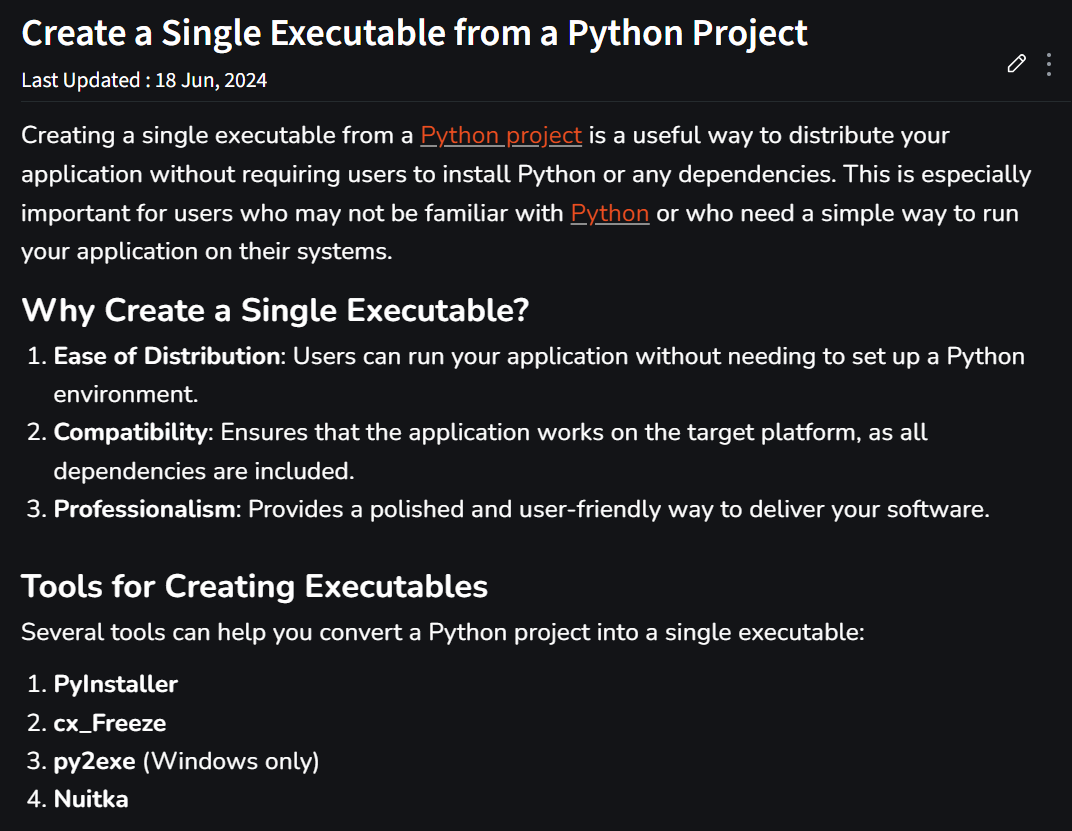 Create a Single Executable from a Python Project
Last Updated : 18 Jun, 2024
Creating a single executable from a Python project is a useful way to distribute your
application without requiring users to install Python or any dependencies. This is especially
important for users who may not be familiar with Python or who need a simple way to run
your application on their systems.
Why Create a Single Executable?
1. Ease of Distribution: Users can run your application without needing to set up a Python
environment.
2. Compatibility: Ensures that the application works on the target platform, as all
dependencies are included.
3. Professionalism: Provides a polished and user-friendly way to deliver your software.
Tools for Creating Executables
Several tools can help you convert a Python project into a single executable:
1. PyInstaller
2. cx_Freeze
3. py2exe (Windows only)
4. Nuitka